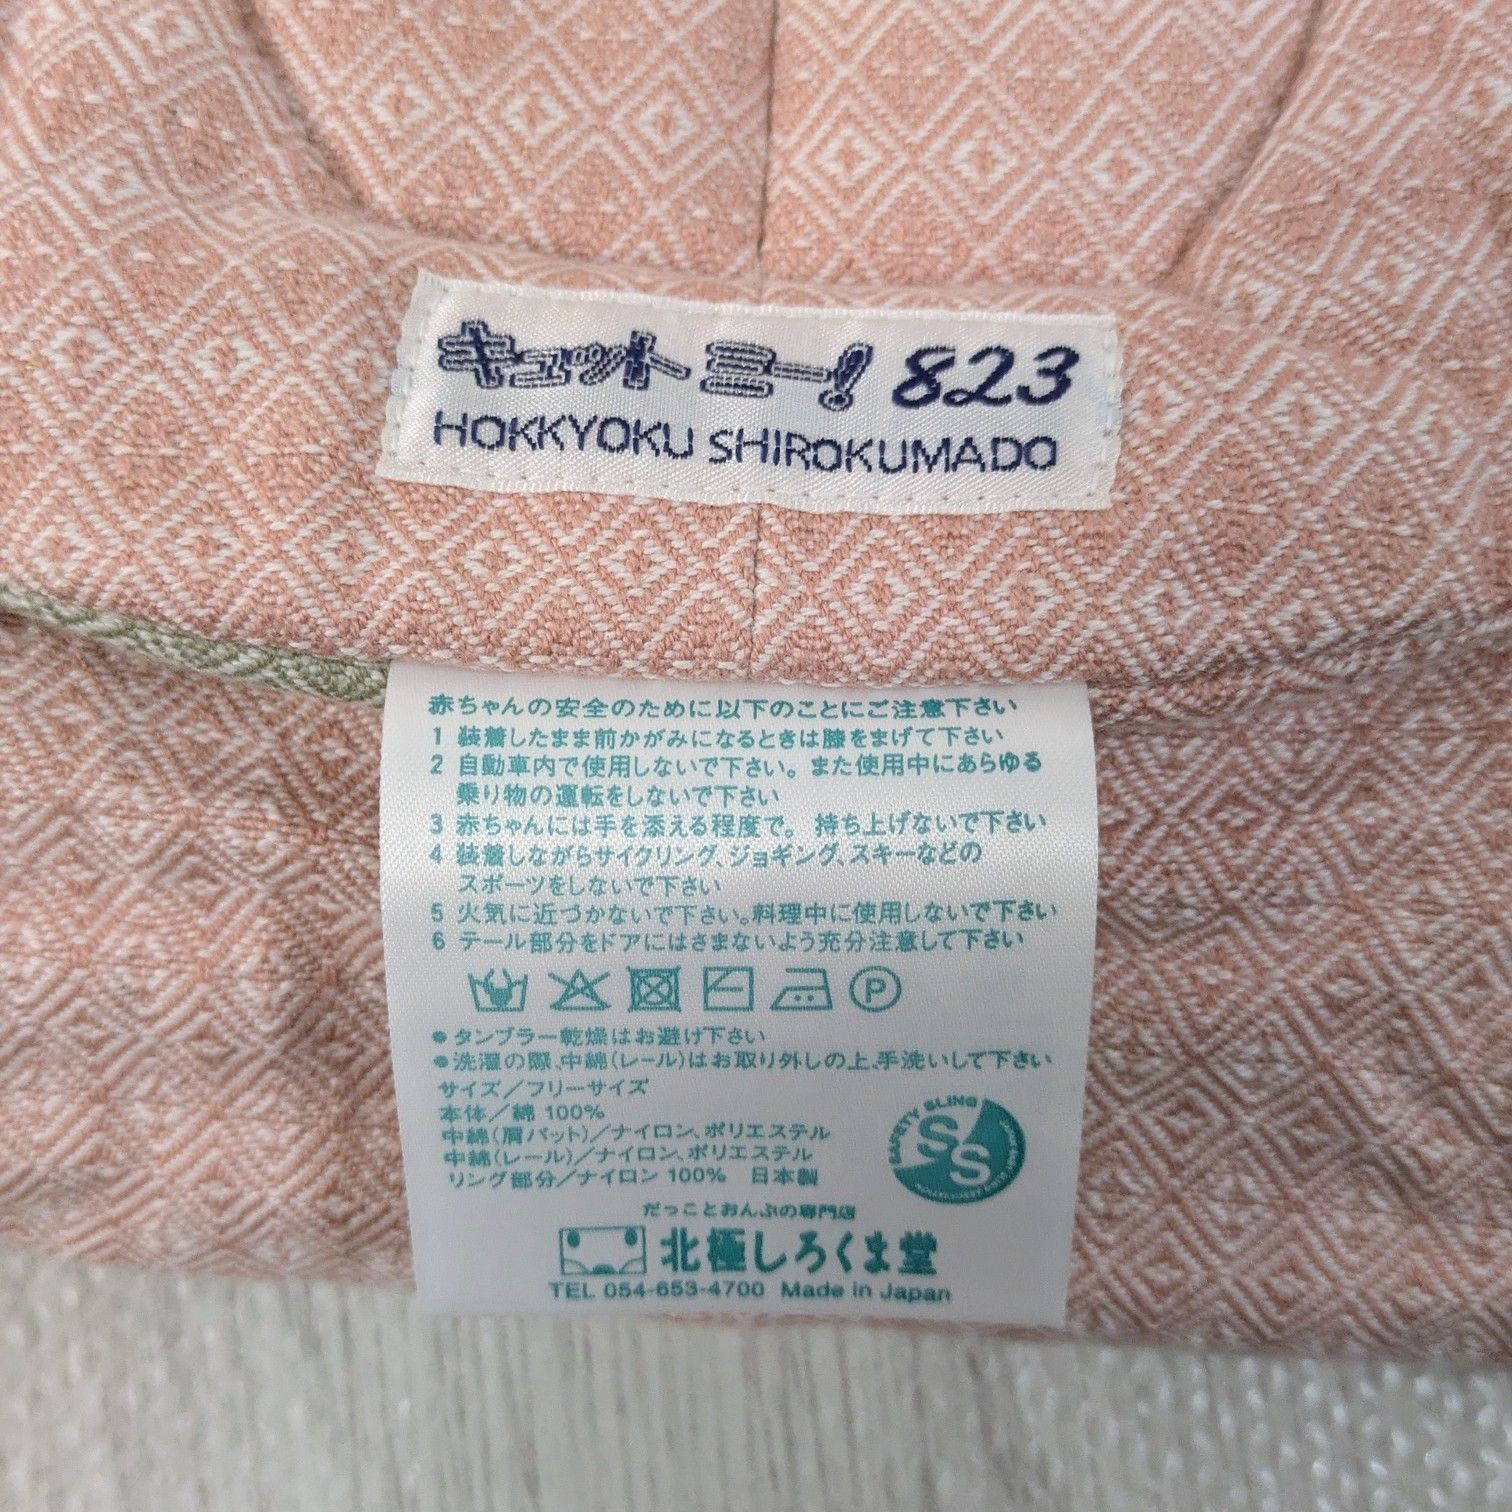 キュットミー! 823
HOKKYOKU SHIROKUMADO
赤ちゃんの安全のために以下のことにご注意下さい
1 装着したまま前かがみになるときは膝をまげて下さい
2 自動車内で使用しないで下さい。また使用中にあらゆる
乗り物の運転をしないで下さい
3 赤ちゃんには手を添える程度で。持ち上げないで下さい
4 装着しながらサイクリング、ジョギング、スキーなどの
スポーツをしないで下さい
5 火気に近づかないで下さい。料理中に使用しないで下さい
6 テール部分をドアにはさまないよう充分注意して下さい
P
●タンブラー乾燥はお避け下さい
●洗濯の際、中綿(レール)はお取り外しの上、手洗いして下さい
サイズ/フリーサイズ
本体/綿 100%
中綿(肩パット)/ナイロン、ポリエステル
中綿(レール)/ナイロン、ポリエステル
リング部分/ナイロン 100% 日本製
SAFETY SLING
SS
だっことおんぶの専門店
北極しろくま堂
TEL 054-653-4700 Made in Japan